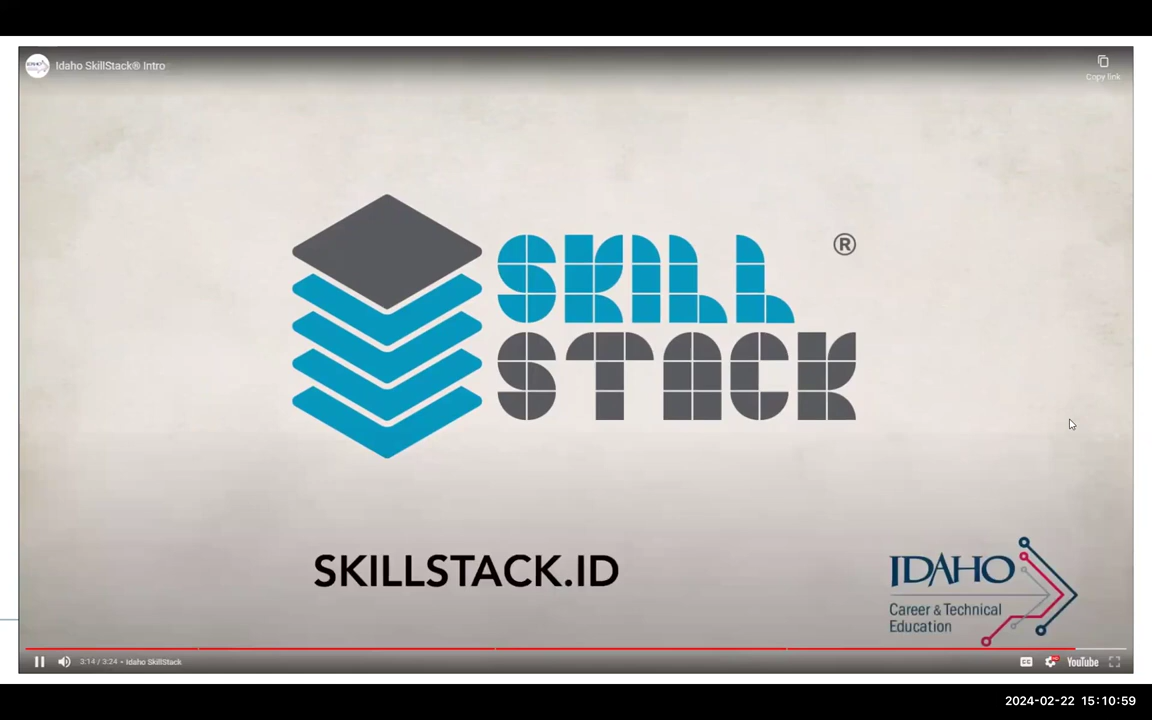 Idaho SkillStack® Intro
Copy link
SKILL ®
STACK
SKILLSTACK.ID
IDAHO
Career & Technical
Education
3:14 / 3:24 • Idaho SkillStack
CC
YouTube
2024-02-22 15:10:59